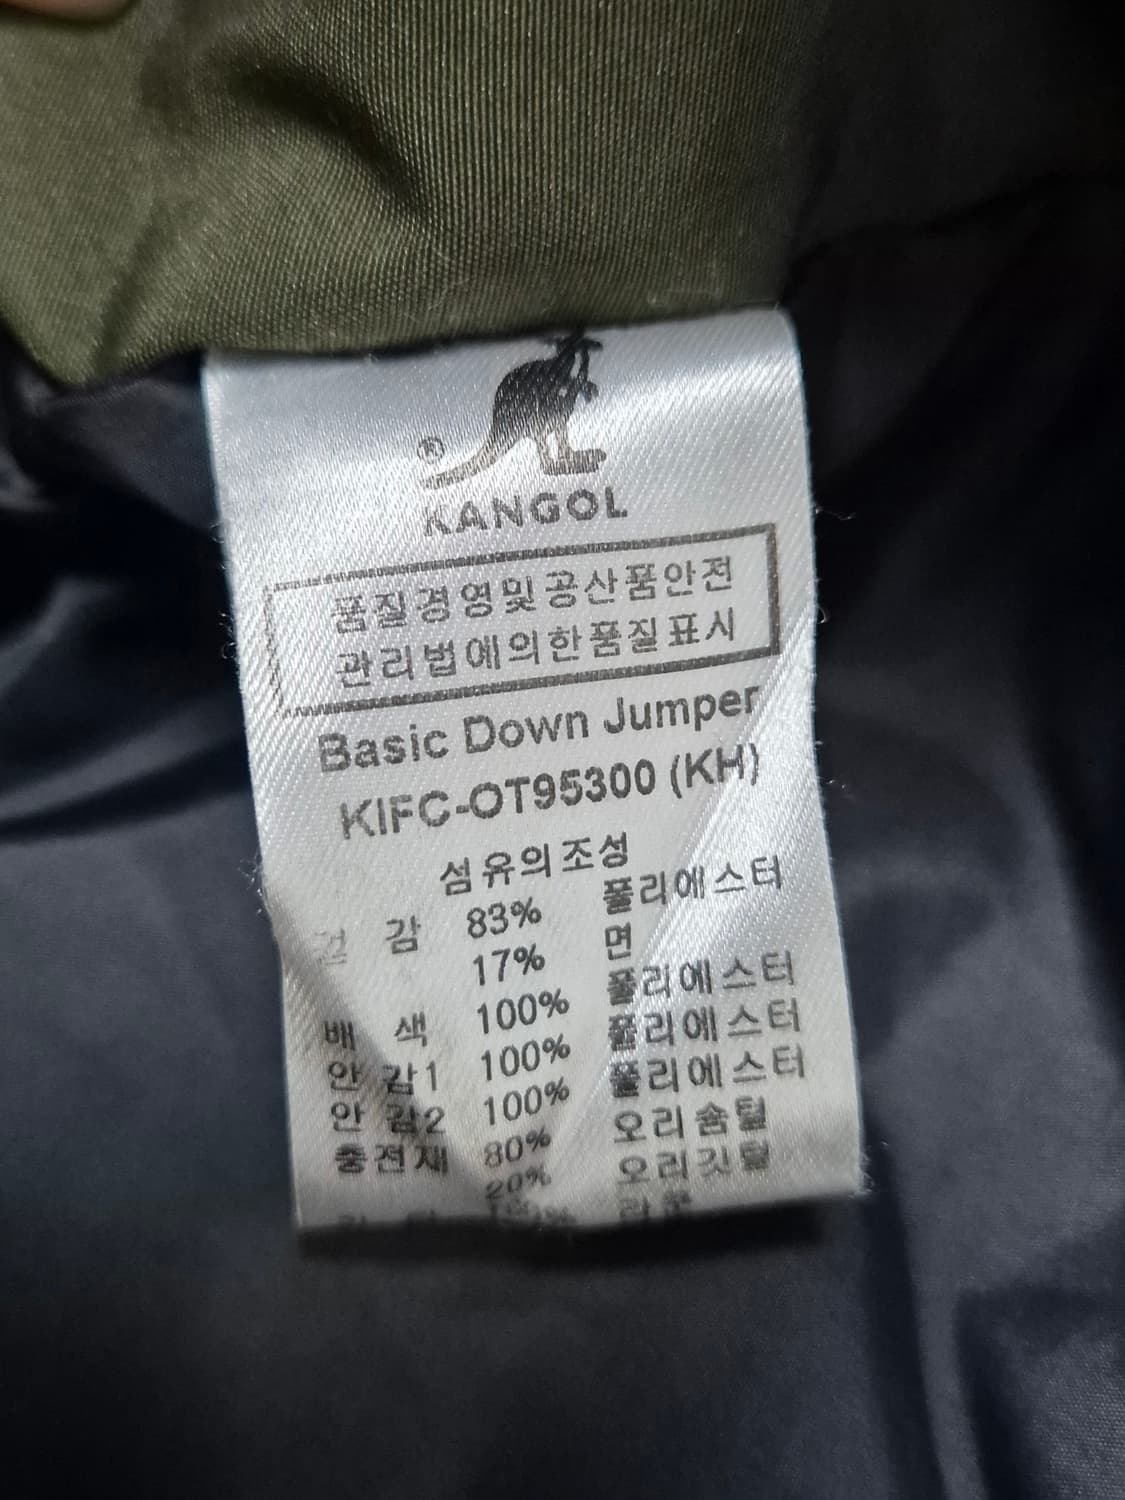 ®
KANGOL
품질경영및공산품안전
관리법에의한품질표시
Basic Down Jumper
KIFC-OT95300 (KH)
섬유의조성
겉 감 83% 폴리에스터
17% 면
배 색 100% 폴리에스터
안 감1 100% 폴리에스터
안 감2 100% 폴리에스터
충전재 80% 오리솜털
20% 오리깃털